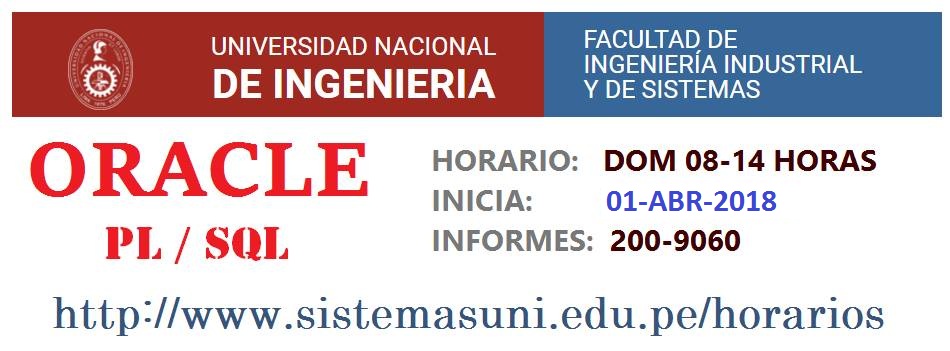 UNIVERSIDAD NACIONAL
DE INGENIERIA
FACULTAD DE
INGENIERÍA INDUSTRIAL
Y DE SISTEMAS
ORACLE
PL / SQL
HORARIO: DOM 08-14 HORAS
INICIA: 01-ABR-2018
INFORMES: 200-9060
http://www.sistemasuni.edu.pe/horarios